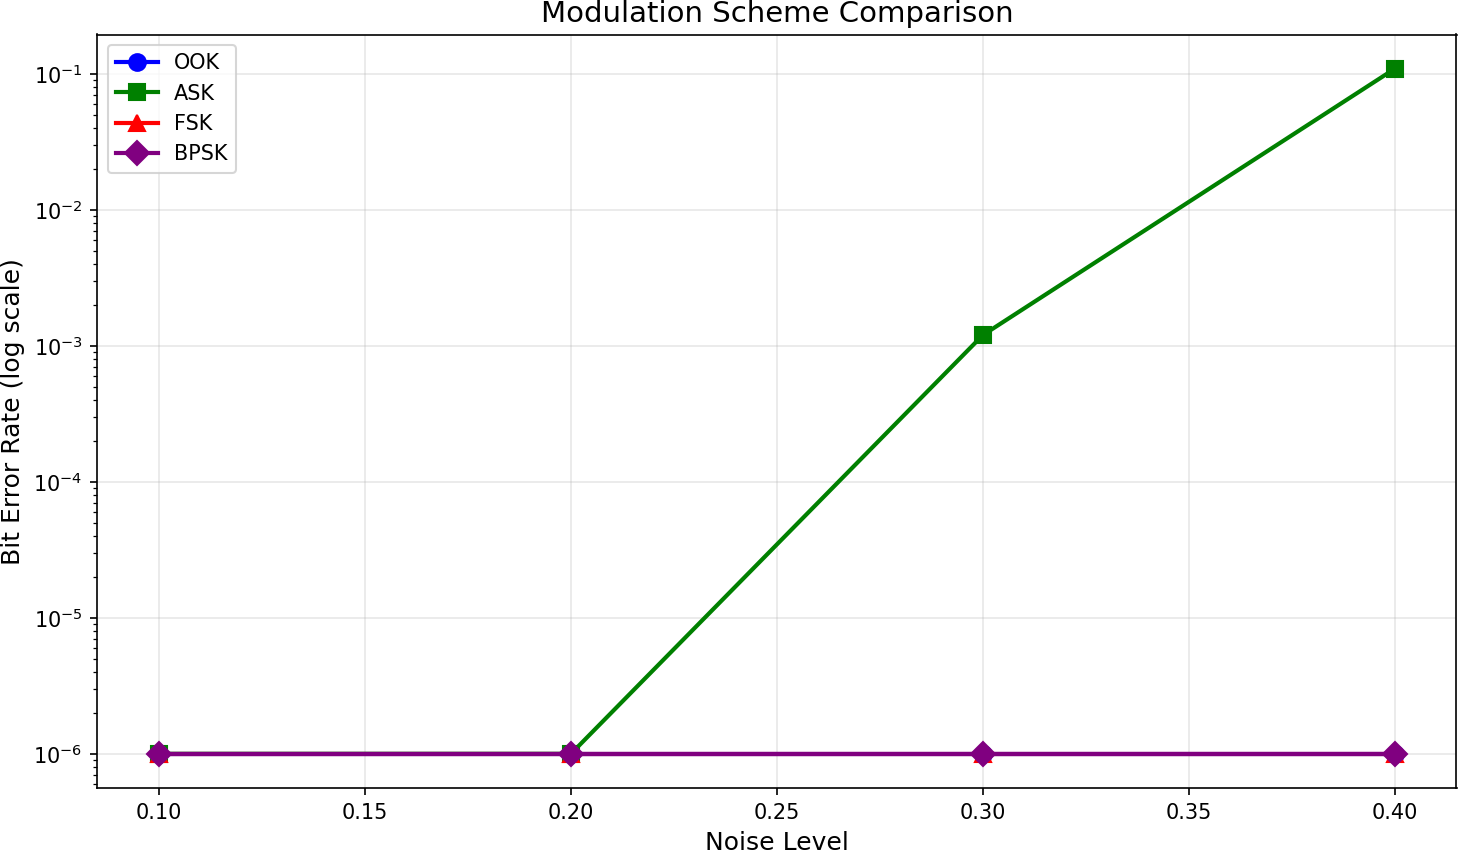 Modulation Scheme Comparison
OOK
ASK
FSK
BPSK
Bit Error Rate (log scale)
10⁻¹
10⁻²
10⁻³
10⁻⁴
10⁻⁵
10⁻⁶
0.10 0.15 0.20 0.25 0.30 0.35 0.40
Noise Level